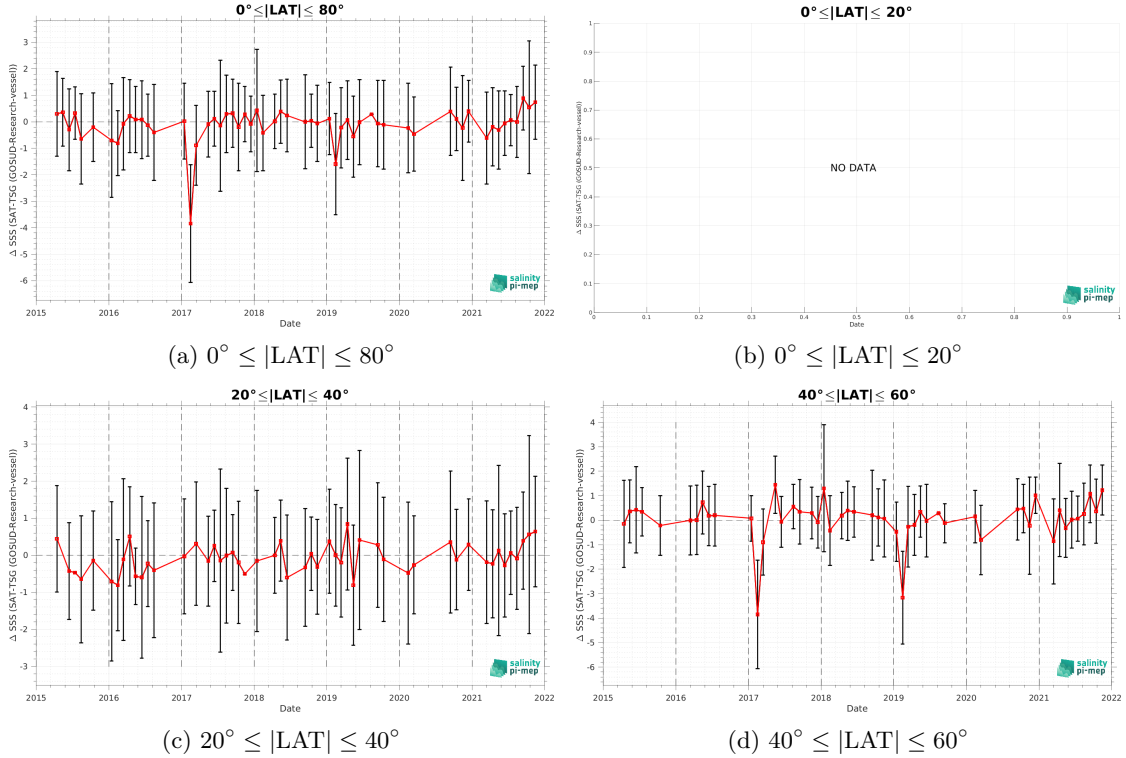 0°≤|LAT|≤ 80°
Δ SSS (SAT-TSG (GOSUD-Research-vessel))
3
2
1
0
-1
-2
-3
-4
-5
-6
2015 2016 2017 2018 2019 2020 2021 2022
Date
salinity
pi-mep
(a) 0° ≤ |LAT| ≤ 80°
0°≤|LAT|≤ 20°
Δ SSS (SAT-TSG (GOSUD-Research-vessel))
1
0.9
0.8
0.7
0.6
0.5
0.4
0.3
0.2
0.1
0
NO DATA
0 0.1 0.2 0.3 0.4 0.5 0.6 0.7 0.8 0.9 1
Date
salinity
pi-mep
(b) 0° ≤ |LAT| ≤ 20°
20°≤|LAT|≤ 40°
Δ SSS (SAT-TSG (GOSUD-Research-vessel))
4
3
2
1
0
-1
-2
-3
2015 2016 2017 2018 2019 2020 2021 2022
Date
salinity
pi-mep
(c) 20° ≤ |LAT| ≤ 40°
40°≤|LAT|≤ 60°
Δ SSS (SAT-TSG (GOSUD-Research-vessel))
4
3
2
1
0
-1
-2
-3
-4
-5
-6
2015 2016 2017 2018 2019 2020 2021 2022
Date
salinity
pi-mep
(d) 40° ≤ |LAT| ≤ 60°